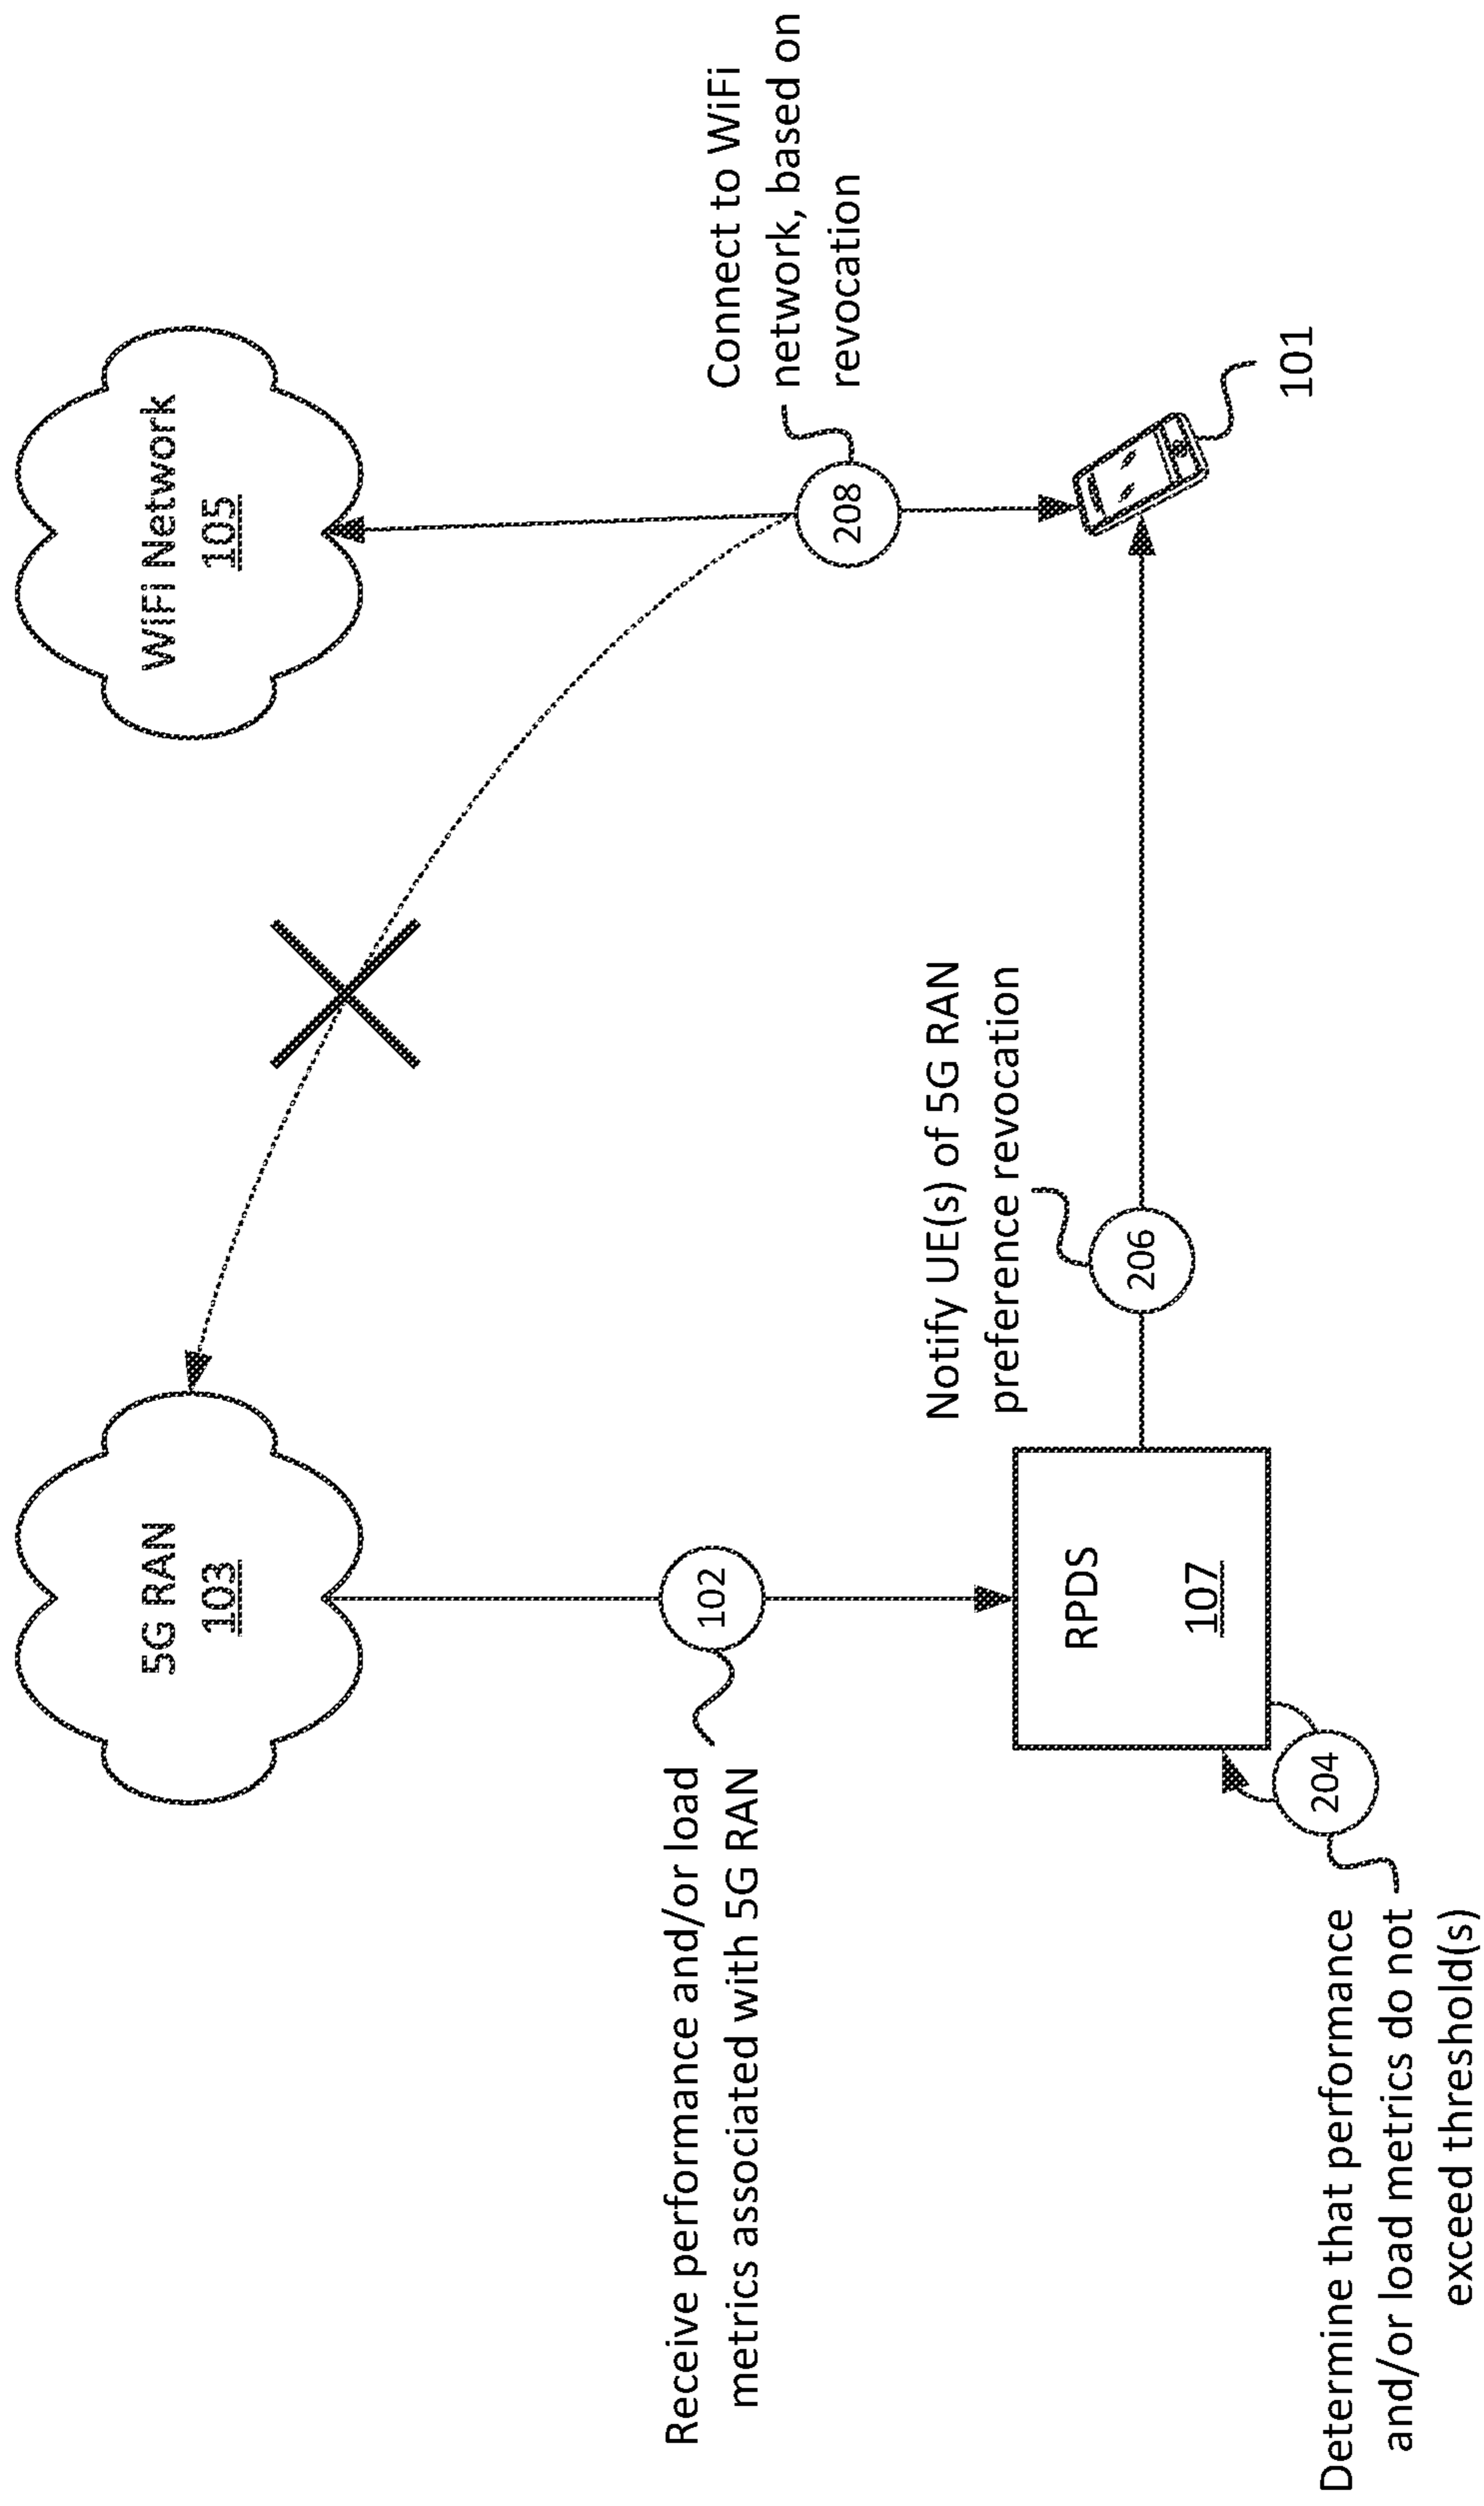 5G RAN
103
WiFi Network
105
Receive performance and/or load
metrics associated with 5G RAN
102
208
Connect to WiFi
network, based on
revocation
Notify UE(s) of 5G RAN
preference revocation
RPDS
107
206
101
204
Determine that performance
and/or load metrics do not
exceed threshold(s)